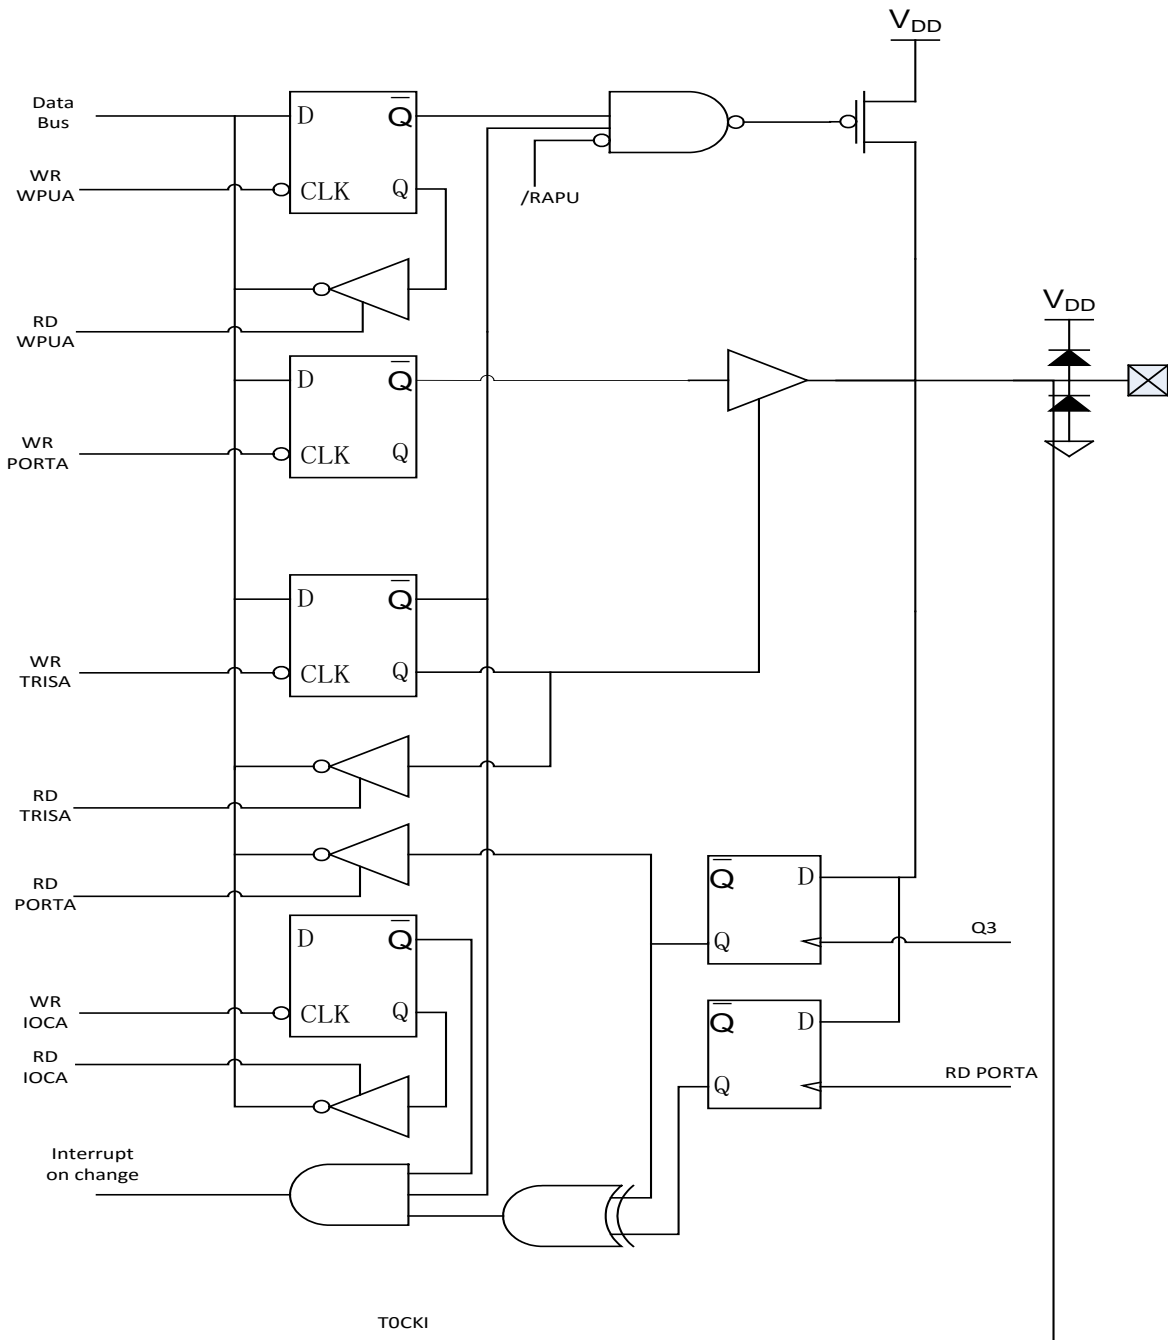 VDD
Data
Bus
D
Q
WR
WPUA
CLK
Q
/RAPU
RD
WPUA
VDD
D
Q
WR
PORTA
CLK
Q
D
Q
WR
TRISA
CLK
Q
RD
TRISA
RD
PORTA
Q
D
Q
Q3
D
Q
WR
IOCA
CLK
Q
Q
D
RD
IOCA
Q
RD PORTA
Interrupt
on change
T0CKI